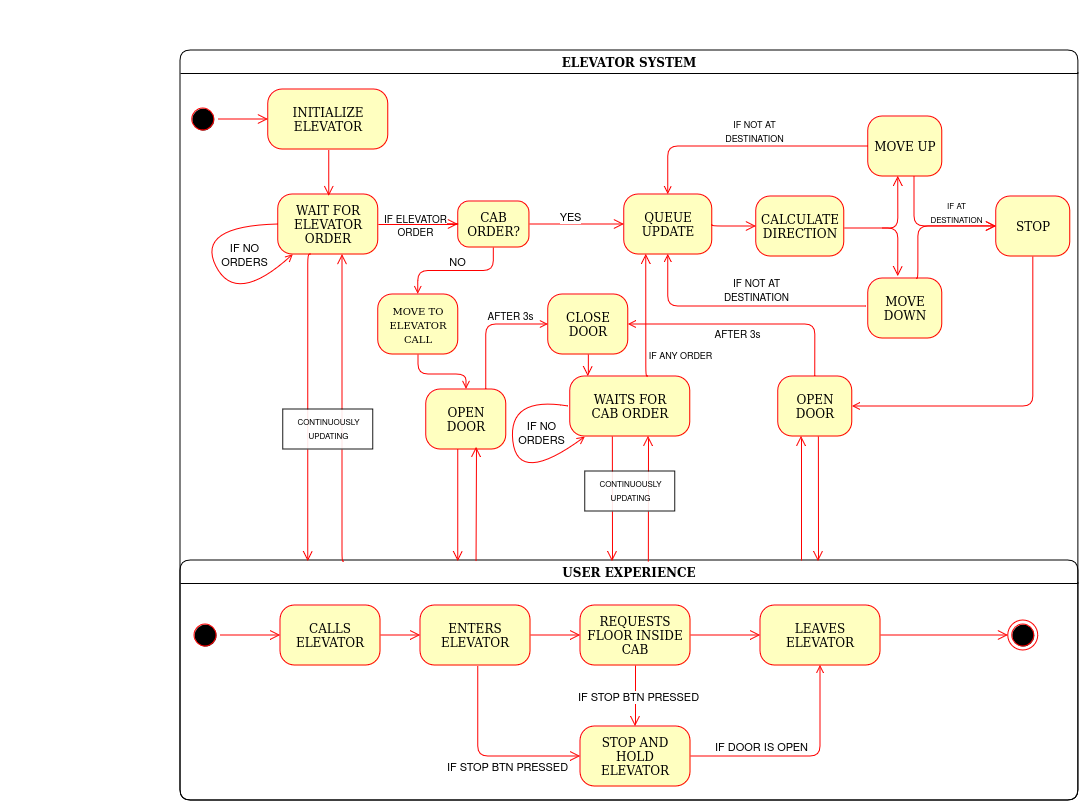 ELEVATOR SYSTEM
INITIALIZE
ELEVATOR
IF NOT AT
DESTINATION
MOVE UP
WAIT FOR
ELEVATOR
ORDER
IF ELEVATOR
ORDER
CAB
ORDER?
YES
QUEUE
UPDATE
CALCULATE
DIRECTION
IF AT
DESTINATION
STOP
IF NO
ORDERS
NO
IF NOT AT
DESTINATION
MOVE
DOWN
MOVE TO
ELEVATOR
CALL
AFTER 3s
CLOSE
DOOR
AFTER 3s
IF ANY ORDER
OPEN
DOOR
WAITS FOR
CAB ORDER
OPEN
DOOR
IF NO
ORDERS
CONTINUOUSLY
UPDATING
CONTINUOUSLY
UPDATING
USER EXPERIENCE
CALLS
ELEVATOR
ENTERS
ELEVATOR
REQUESTS
FLOOR INSIDE
CAB
LEAVES
ELEVATOR
IF STOP BTN PRESSED
IF STOP BTN PRESSED
STOP AND
HOLD
ELEVATOR
IF DOOR IS OPEN